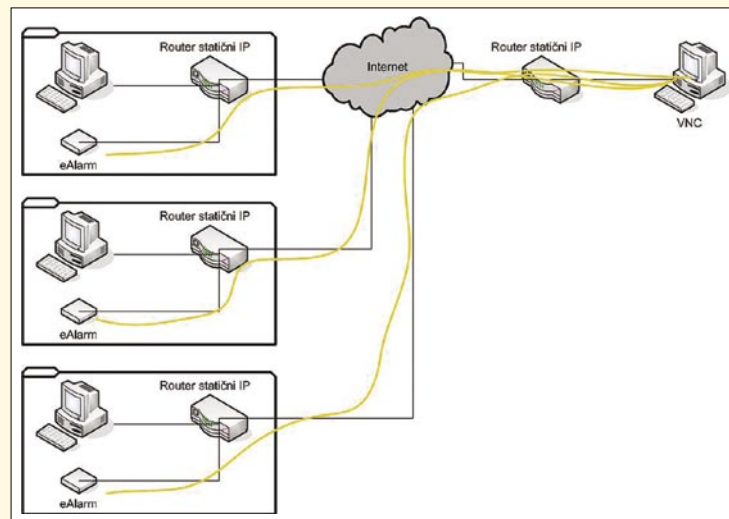 Router statični IP
eAlarm
Internet
Router statični IP
VNC
Router statični IP
eAlarm
Router statični IP
eAlarm